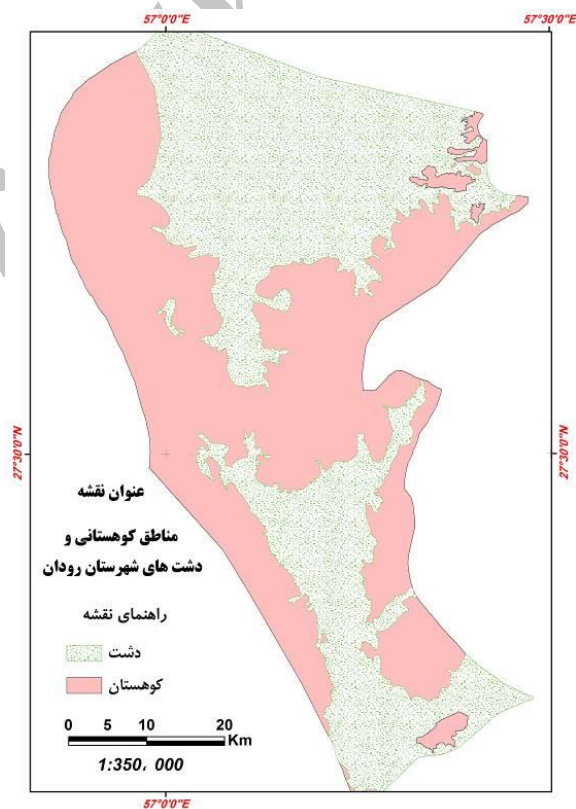 57°0'0"E
57°30'0"E
27°30'0"N
27°30'0"N
عنوان نقشه
مناطق کوهستانی و
دشت های شهرستان رودان
راهنمای نقشه
دشت
کوهستان
0 5 10 20
Km
1:350، 000
57°0'0"E